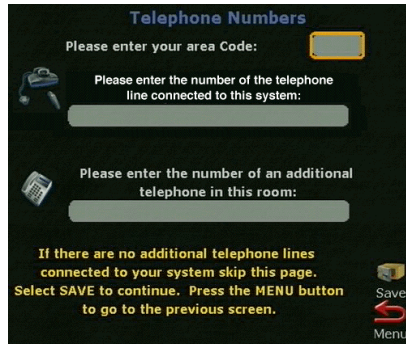 Telephone Numbers
Please enter your area Code:
Please enter the number of the telephone
line connected to this system:
Please enter the number of an additional
telephone in this room:
If there are no additional telephone lines
connected to your system skip this page.
Select SAVE to continue. Press the MENU button
to go to the previous screen.
Save
Menu